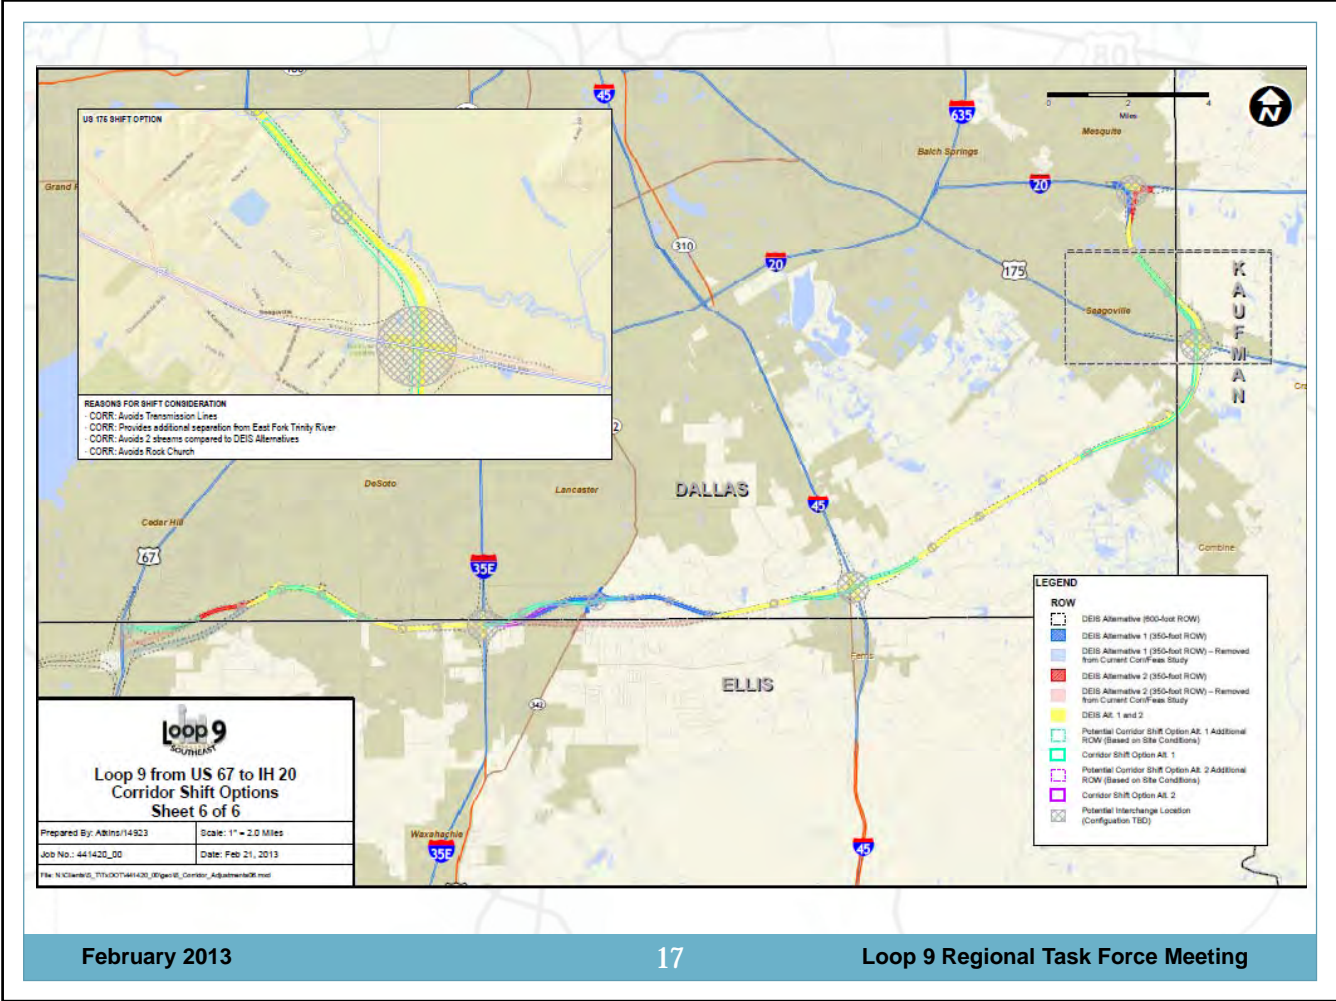 80
US 175 SHIFT OPTION
Seagoville
REASONS FOR SHIFT CONSIDERATION
- CORR: Avoids Transmission Lines
- CORR: Provides additional separation from East Fork Trinity River
- CORR: Avoids 2 streams compared to DEIS Alternatives
- CORR: Avoids Rock Church
45
635
0 2 4
Miles
N
Mesquite
Balch Springs
Grand
20
310
20
175
KAUFMAN
Seagoville
DeSoto
Lancaster
DALLAS
45
Cedar Hill
67
35E
Combine
Ferris
ELLIS
342
Waxahachie
35E
45
LEGEND
ROW
DEIS Alternative (600-foot ROW)
DEIS Alternative 1 (350-foot ROW)
DEIS Alternative 1 (350-foot ROW) – Removed
from Current Corr/Feas Study
DEIS Alternative 2 (350-foot ROW)
DEIS Alternative 2 (350-foot ROW) – Removed
from Current Corr/Feas Study
DEIS Alt. 1 and 2
Potential Corridor Shift Option Alt. 1 Additional
ROW (Based on Site Conditions)
Corridor Shift Option Alt. 1
Potential Corridor Shift Option Alt. 2 Additional
ROW (Based on Site Conditions)
Corridor Shift Option Alt. 2
Potential Interchange Location
(Configuation TBD)
Loop 9
SOUTHEAST
Loop 9 from US 67 to IH 20
Corridor Shift Options
Sheet 6 of 6
Prepared By: Atkins/14923
Scale: 1" = 2.0 Miles
Job No.: 441420_00
Date: Feb 21, 2013
February 2013
17
Loop 9 Regional Task Force Meeting